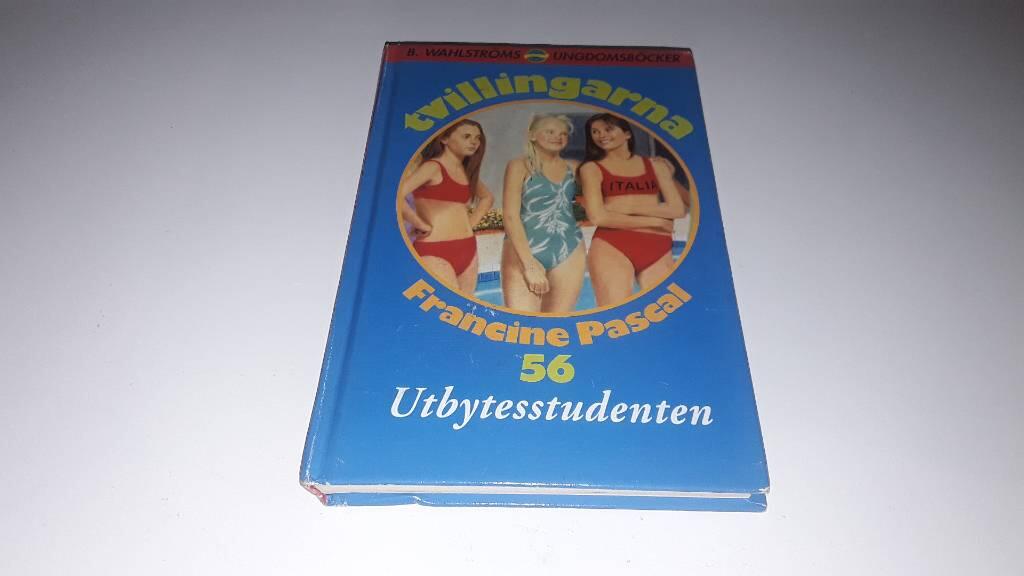 B. WAHLSTRÖMS UNGDOMSBÖCKER
tvillingarna
ITALIA
Francine Pascal
56
Utbytesstudenten